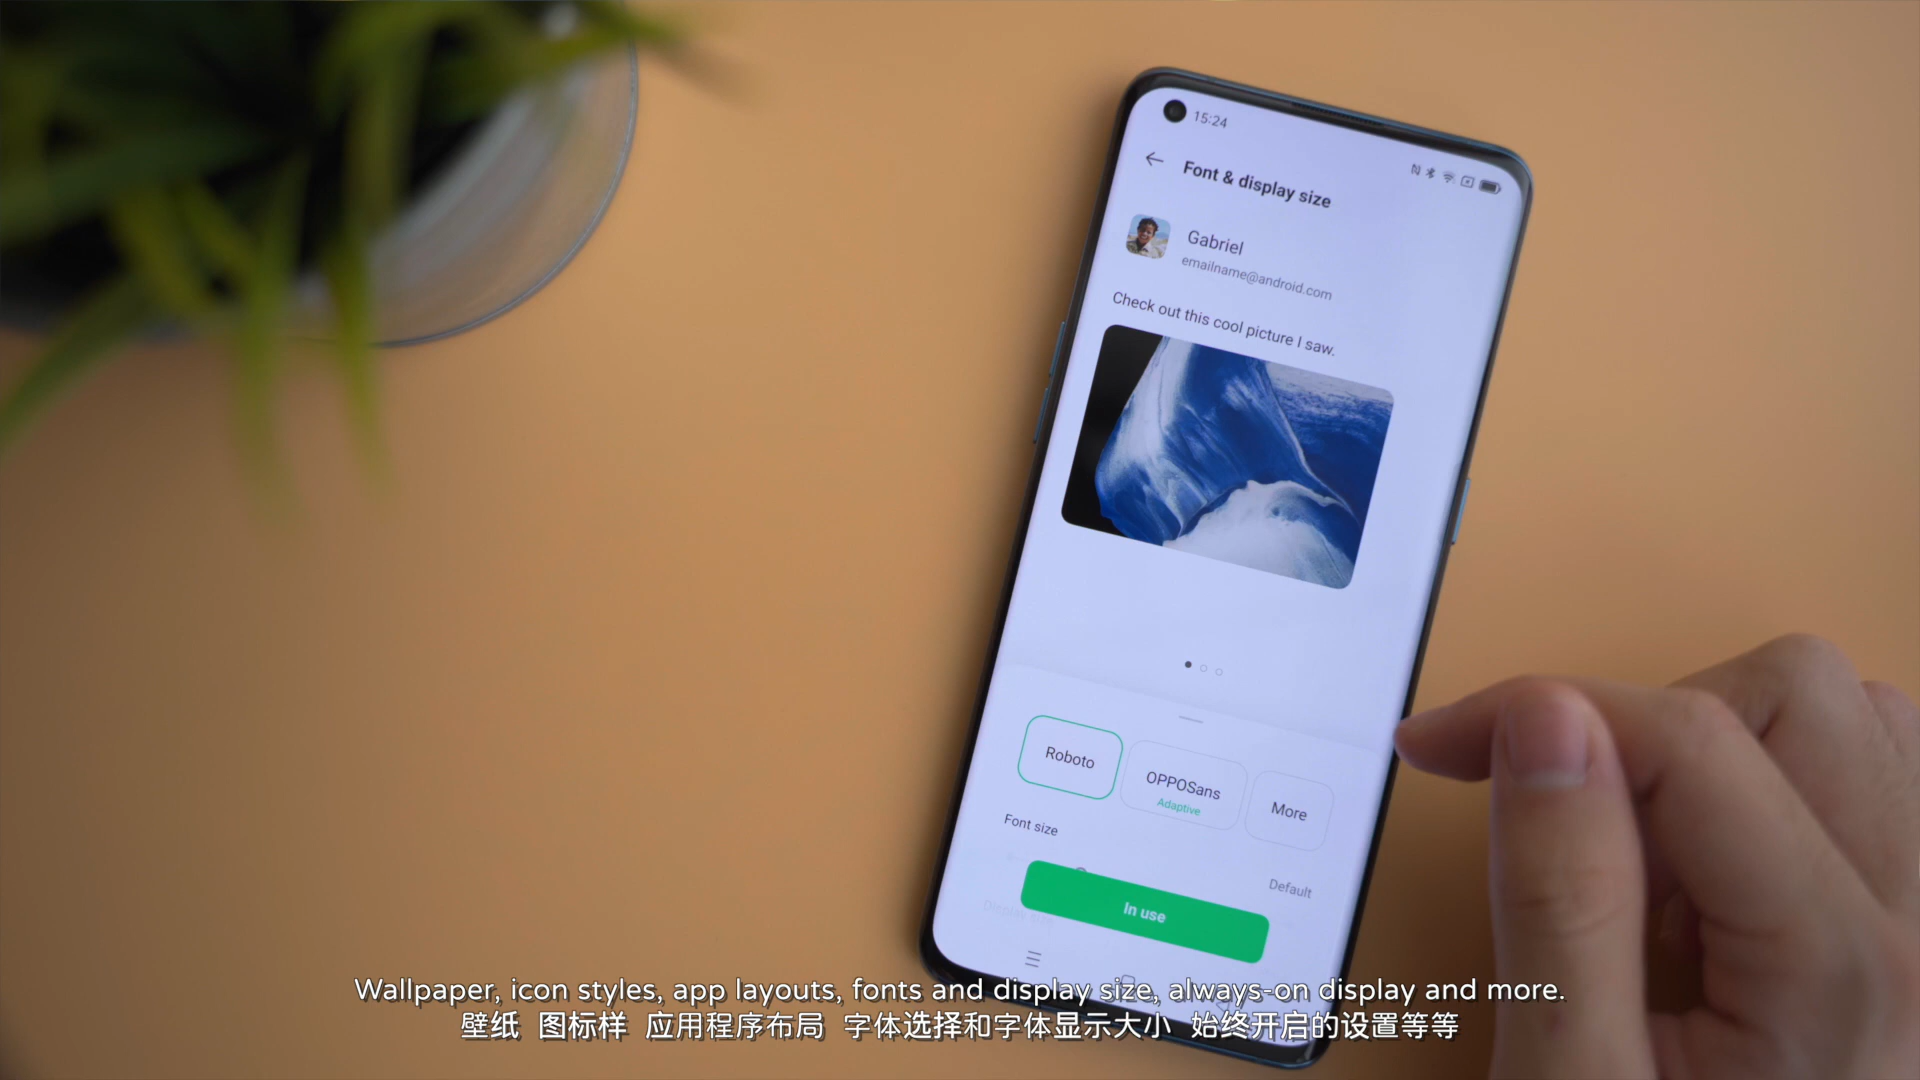 15:24
Font & display size
Gabriel
emailname@android.com
Check out this cool picture I saw.
Roboto
OPPOSans
Adaptive
More
Font size
Default
Display size
In use
Wallpaper, icon styles, app layouts, fonts and display size, always-on display and more.
壁纸 图标样 应用程序布局 字体选择和字体显示大小 始终开启的设置等等